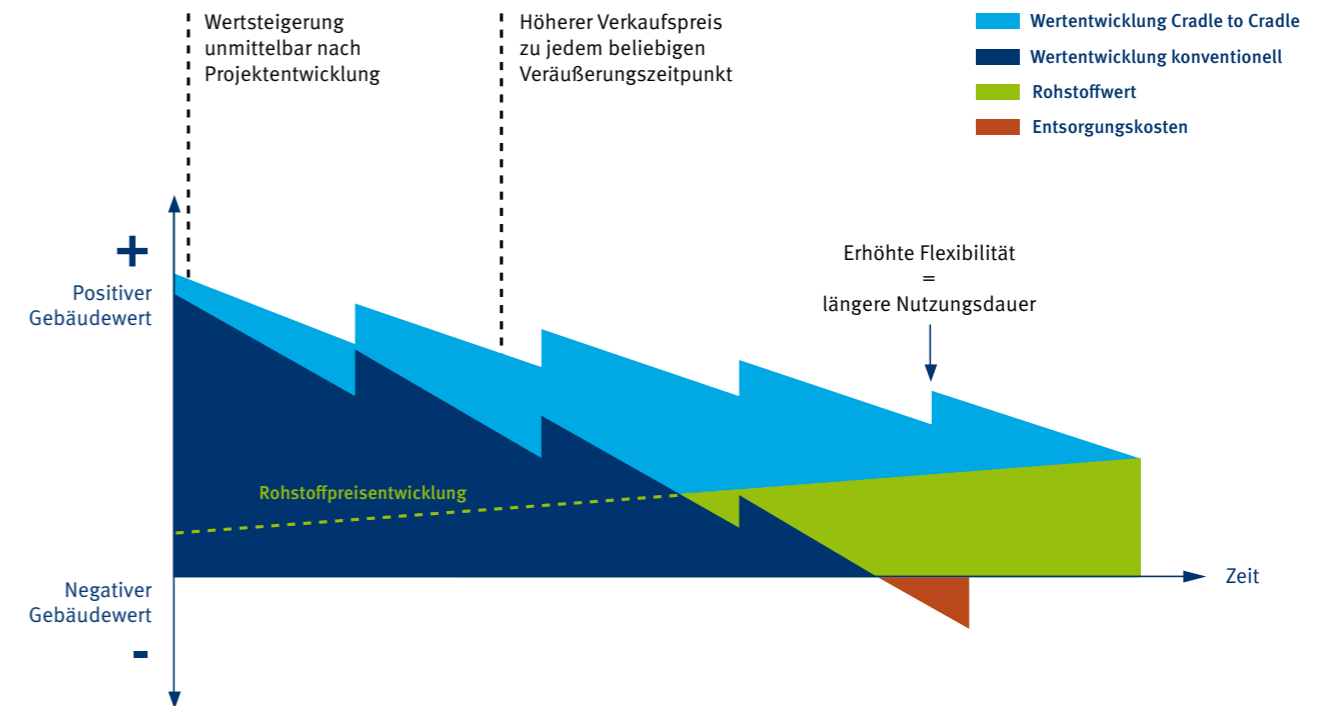 Wertsteigerung
unmittelbar nach
Projektentwicklung
Höherer Verkaufspreis
zu jedem beliebigen
Veräußerungszeitpunkt
Wertentwicklung Cradle to Cradle
Wertentwicklung konventionell
Rohstoffwert
Entsorgungskosten
+
Positiver
Gebäudewert
Erhöhte Flexibilität
=
längere Nutzungsdauer
Rohstoffpreisentwicklung
Zeit
Negativer
Gebäudewert
-